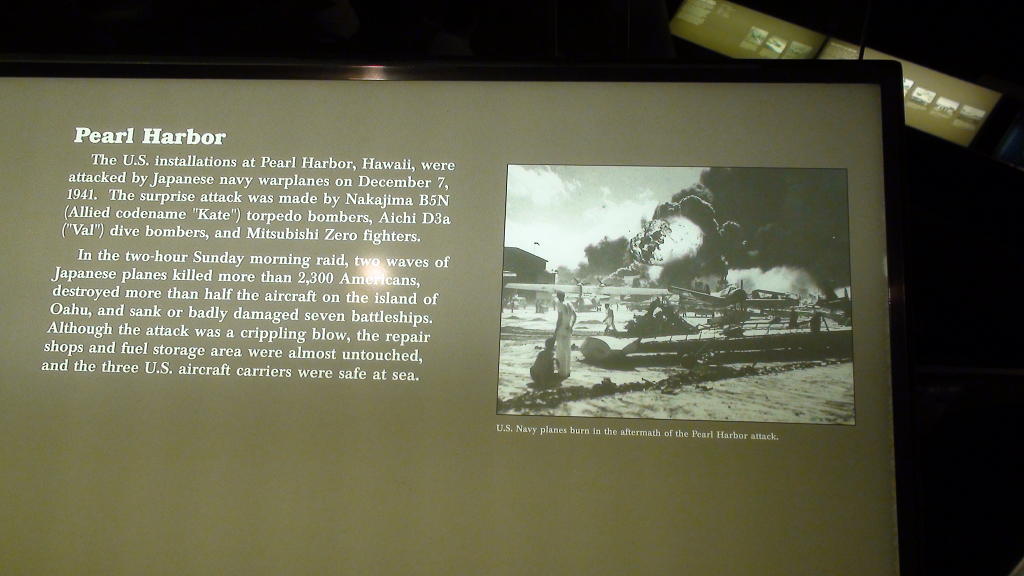 Pearl Harbor
The U.S. installations at Pearl Harbor, Hawaii, were
attacked by Japanese navy warplanes on December 7,
1941. The surprise attack was made by Nakajima B5N
(Allied codename "Kate") torpedo bombers, Aichi D3a
("Val") dive bombers, and Mitsubishi Zero fighters.
In the two-hour Sunday morning raid, two waves of
Japanese planes killed more than 2,300 Americans,
destroyed more than half the aircraft on the island of
Oahu, and sank or badly damaged seven battleships.
Although the attack was a crippling blow, the repair
shops and fuel storage area were almost untouched,
and the three U.S. aircraft carriers were safe at sea.
U.S. Navy planes burn in the aftermath of the Pearl Harbor attack.